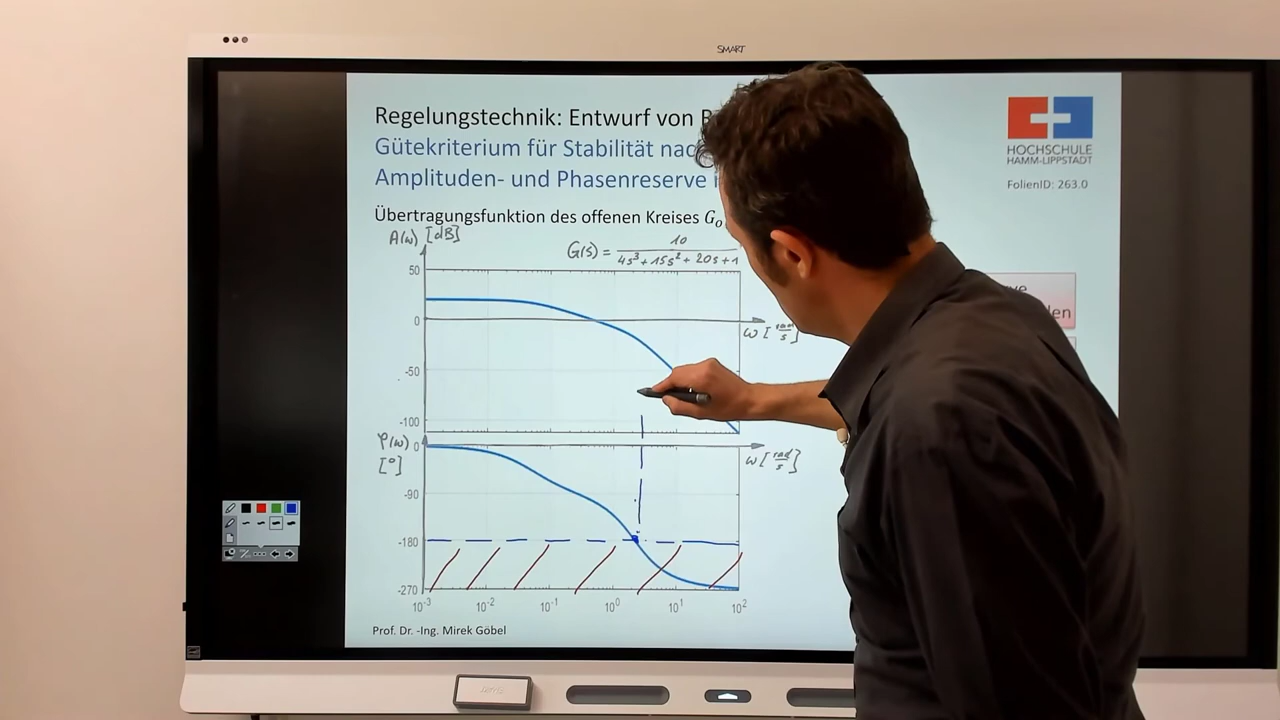 SMART
Regelungstechnik: Entwurf von
Gütekriterium für Stabilität
Amplituden- und Phasenreserve
HOCHSCHULE
HAMM-LIPPSTADT
FolienID: 263.0
Übertragungsfunktion des offenen Kreises G₀
A(ω) [dB]
G(s) = 10 / 4s³ + 15s² + 20s + 1
50
0
-50
-100
ω [rad/s]
φ(ω)
[°]
0
-90
-180
-270
ω [rad/s]
10⁻³ 10⁻² 10⁻¹ 10⁰ 10¹ 10²
Prof. Dr. -Ing. Mirek Göbel